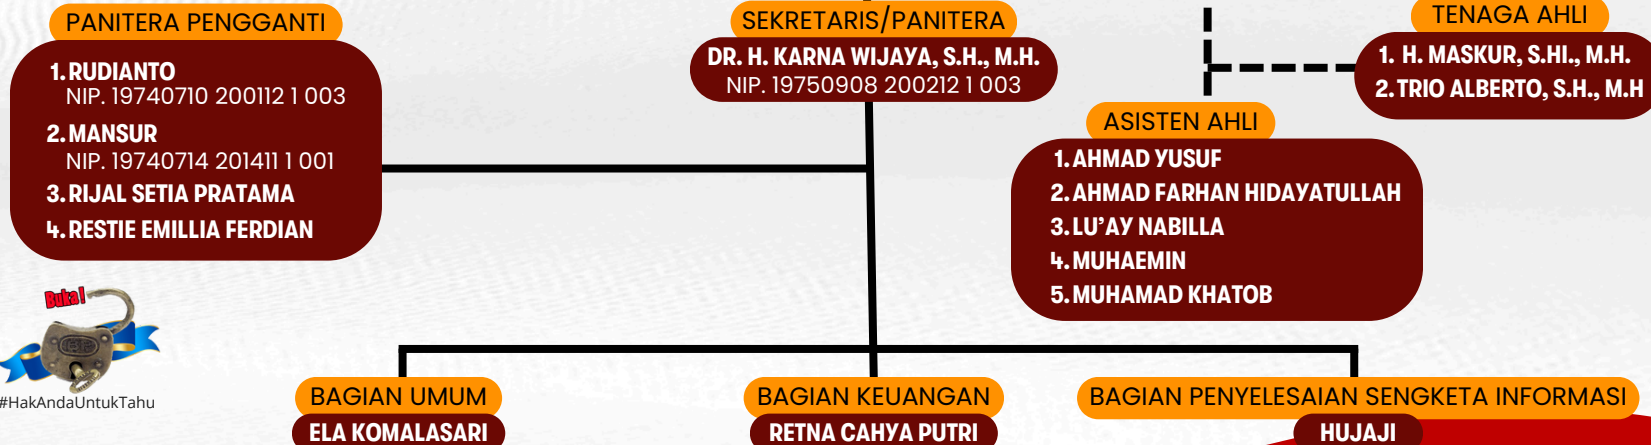 PANITERA PENGGANTI
1. RUDIANTO
NIP. 19740710 200112 1 003
2. MANSUR
NIP. 19740714 201411 1 001
3. RIJAL SETIA PRATAMA
4. RESTIE EMILLIA FERDIAN
SEKRETARIS/PANITERA
DR. H. KARNA WIJAYA, S.H., M.H.
NIP. 19750908 200212 1 003
TENAGA AHLI
1. H. MASKUR, S.HI., M.H.
2. TRIO ALBERTO, S.H., M.H
ASISTEN AHLI
1. AHMAD YUSUF
2. AHMAD FARHAN HIDAYATULLAH
3. LU'AY NABILLA
4. MUHAEMIN
5. MUHAMAD KHATOB
Buka!
#HakAndaUntukTahu
BAGIAN UMUM
ELA KOMALASARI
BAGIAN KEUANGAN
RETNA CAHYA PUTRI
BAGIAN PENYELESAIAN SENGKETA INFORMASI
HUJAJI